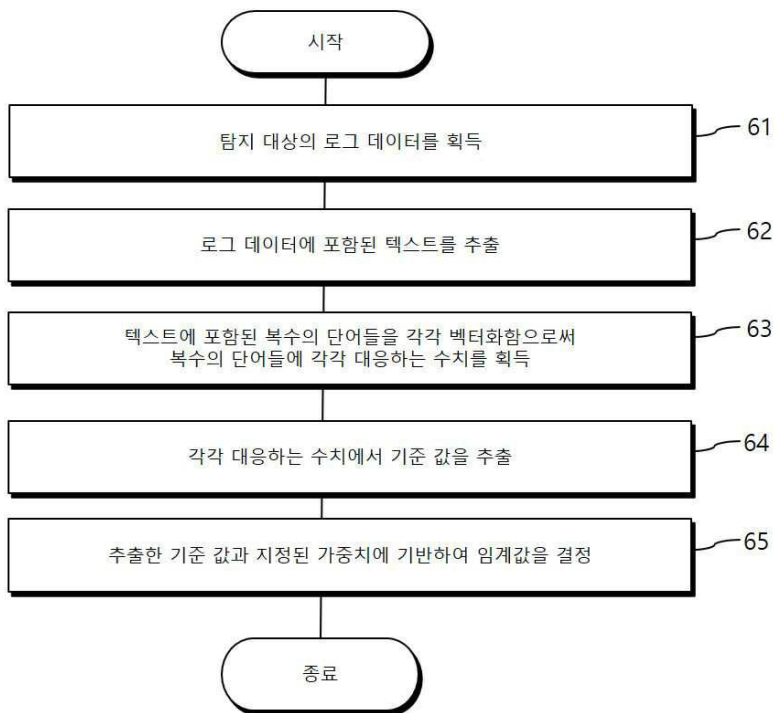 시작
탐지 대상의 로그 데이터를 획득
61
로그 데이터에 포함된 텍스트를 추출
62
텍스트에 포함된 복수의 단어들을 각각 벡터화함으로써
복수의 단어들에 각각 대응하는 수치를 획득
63
각각 대응하는 수치에서 기준 값을 추출
64
추출한 기준 값과 지정된 가중치에 기반하여 임계값을 결정
65
종료